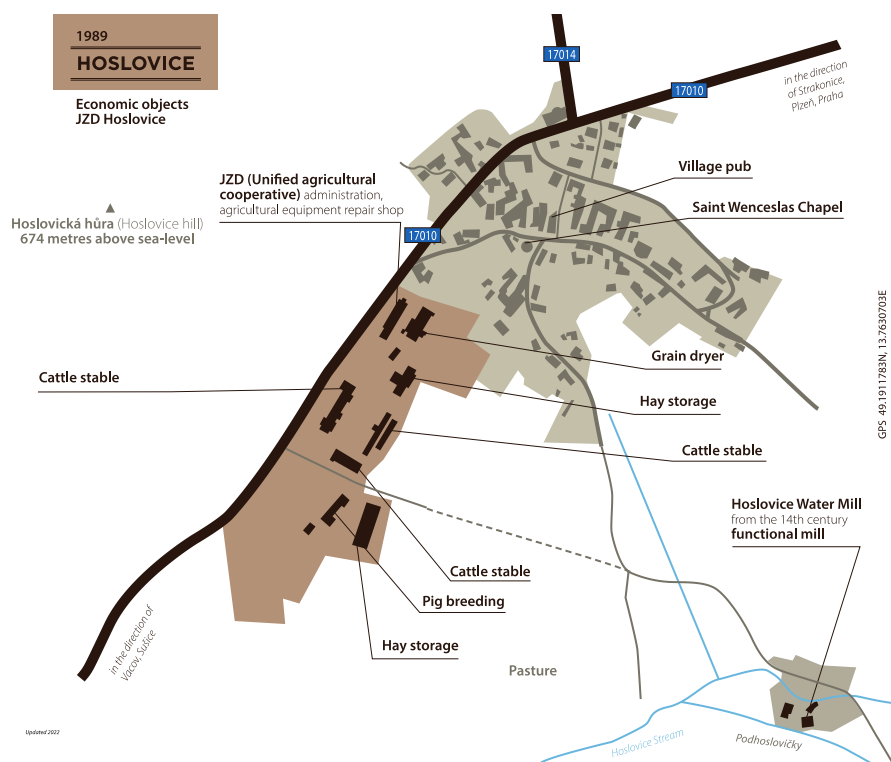 1989
HOSLOVICE
Economic objects
JZD Hoslovice
17014
17010
in the direction
of Strakonice,
Plzeň, Praha
JZD (Unified agricultural
cooperative) administration,
agricultural equipment repair shop
Village pub
Saint Wenceslas Chapel
Hoslovická hůra (Hoslovice hill)
674 metres above sea-level
17010
GPS 49.1911783N, 13.7630703E
Grain dryer
Cattle stable
Hay storage
Cattle stable
Hoslovice Water Mill
from the 14th century
functional mill
Cattle stable
Pig breeding
Hay storage
in the direction of
Vacov, Sušice
Pasture
Updated 2022
Hoslovice Stream
Podhoslovičky